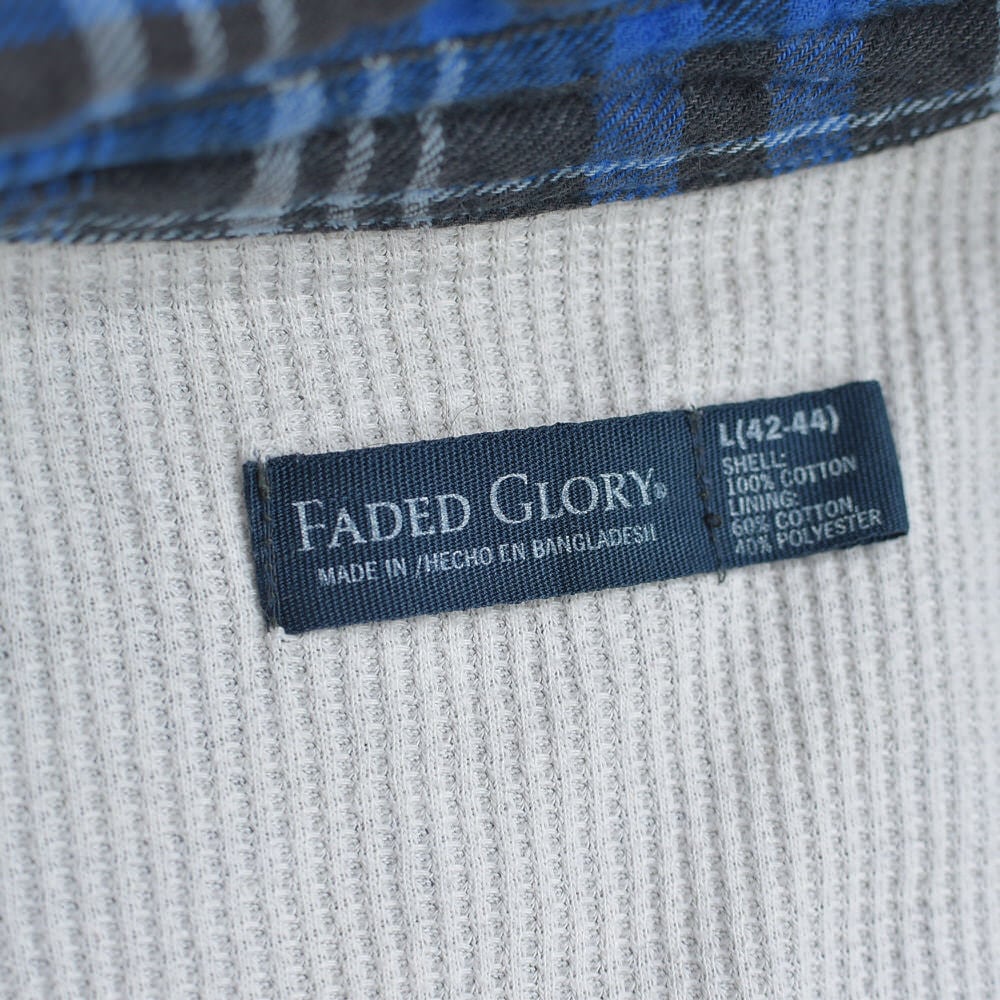 FADED GLORY®
MADE IN /HECHO EN BANGLADESH
L(42-44)
SHELL:
100% COTTON
LINING:
60% COTTON,
40% POLYESTER